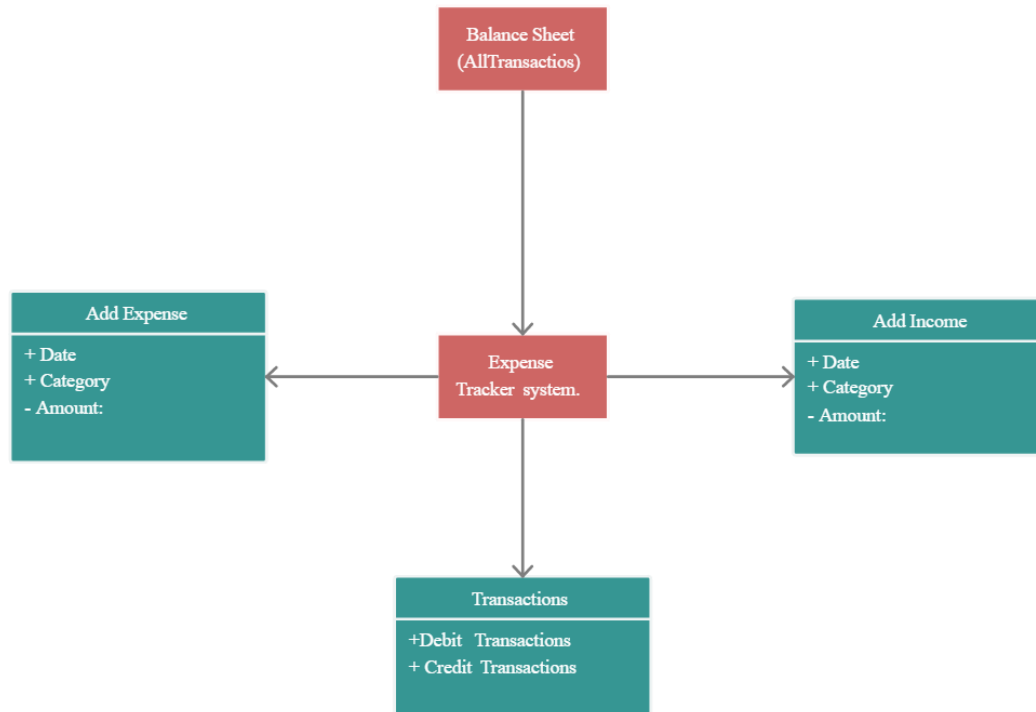 Balance Sheet
(AllTransactios)
Add Expense
+ Date
+ Category
- Amount:
Expense
Tracker system.
Add Income
+ Date
+ Category
- Amount:
Transactions
+Debit Transactions
+ Credit Transactions